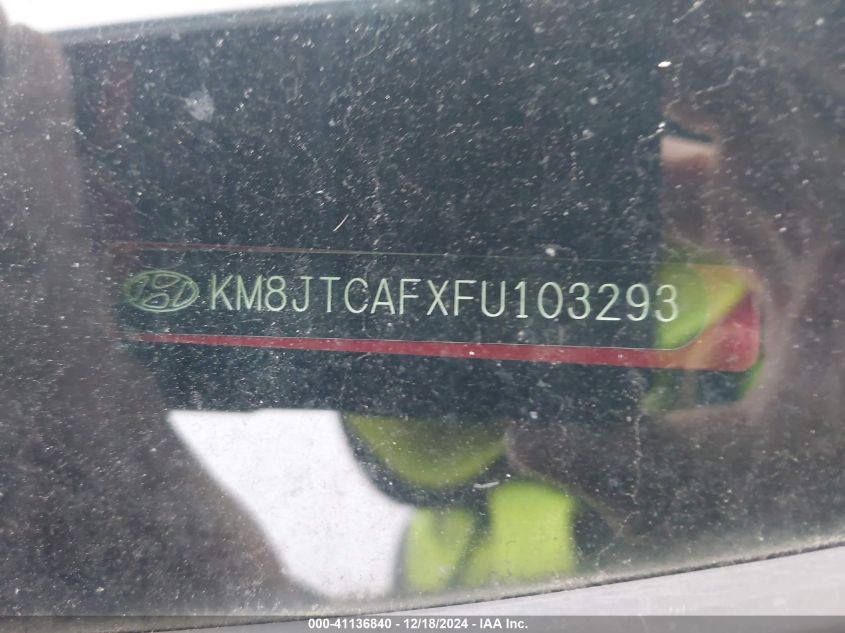 KM8JTCAFXFU103293
000-41136840 / 12/18/2024 - IAA Inc.